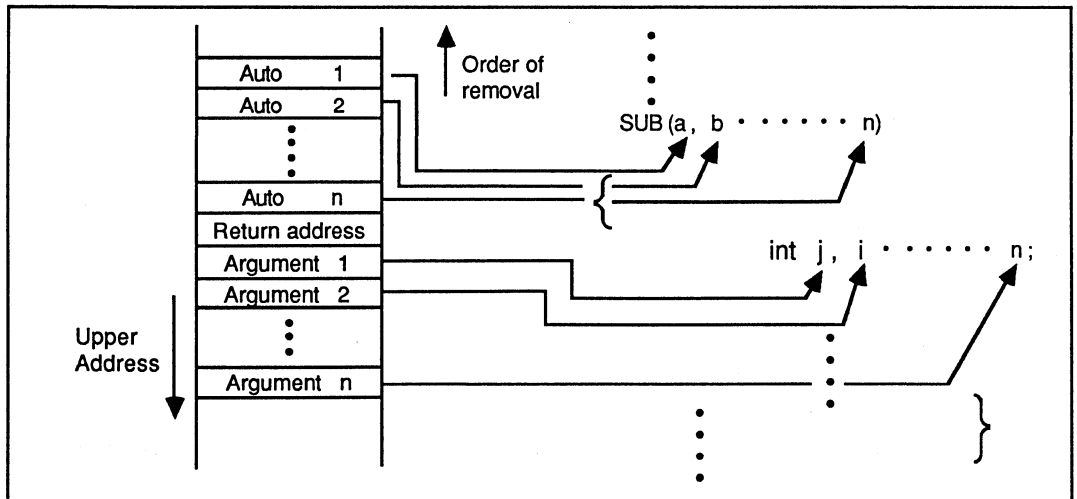 Order of
removal
Auto 1
Auto 2
Auto n
Return address
Argument 1
Argument 2
Argument n
Upper
Address
SUB (a, b · · · · · · n)
{
int j, i · · · · · · n;
}